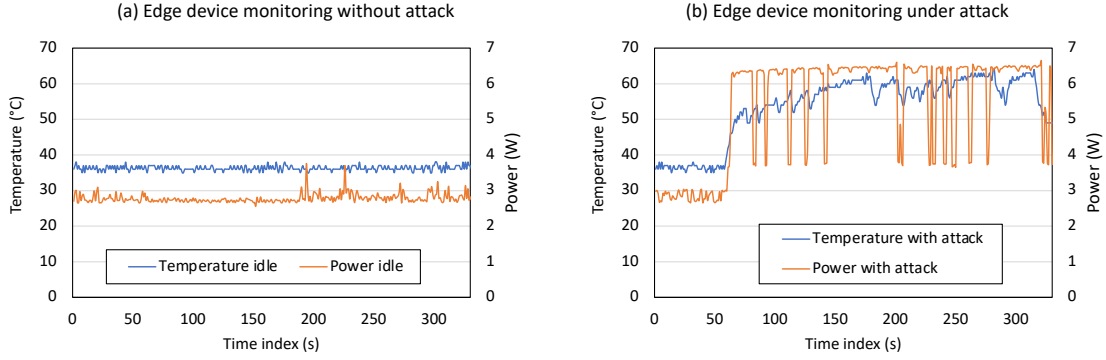 (a) Edge device monitoring without attack
70
60
50
40
30
20
10
0
Temperature (°C)
7
6
5
4
3
2
1
0
Power (W)
Temperature idle
Power idle
0 50 100 150 200 250 300
Time index (s)
(b) Edge device monitoring under attack
70
60
50
40
30
20
10
0
Temperature (°C)
7
6
5
4
3
2
1
0
Power (W)
Temperature with attack
Power with attack
0 50 100 150 200 250 300
Time index (s)